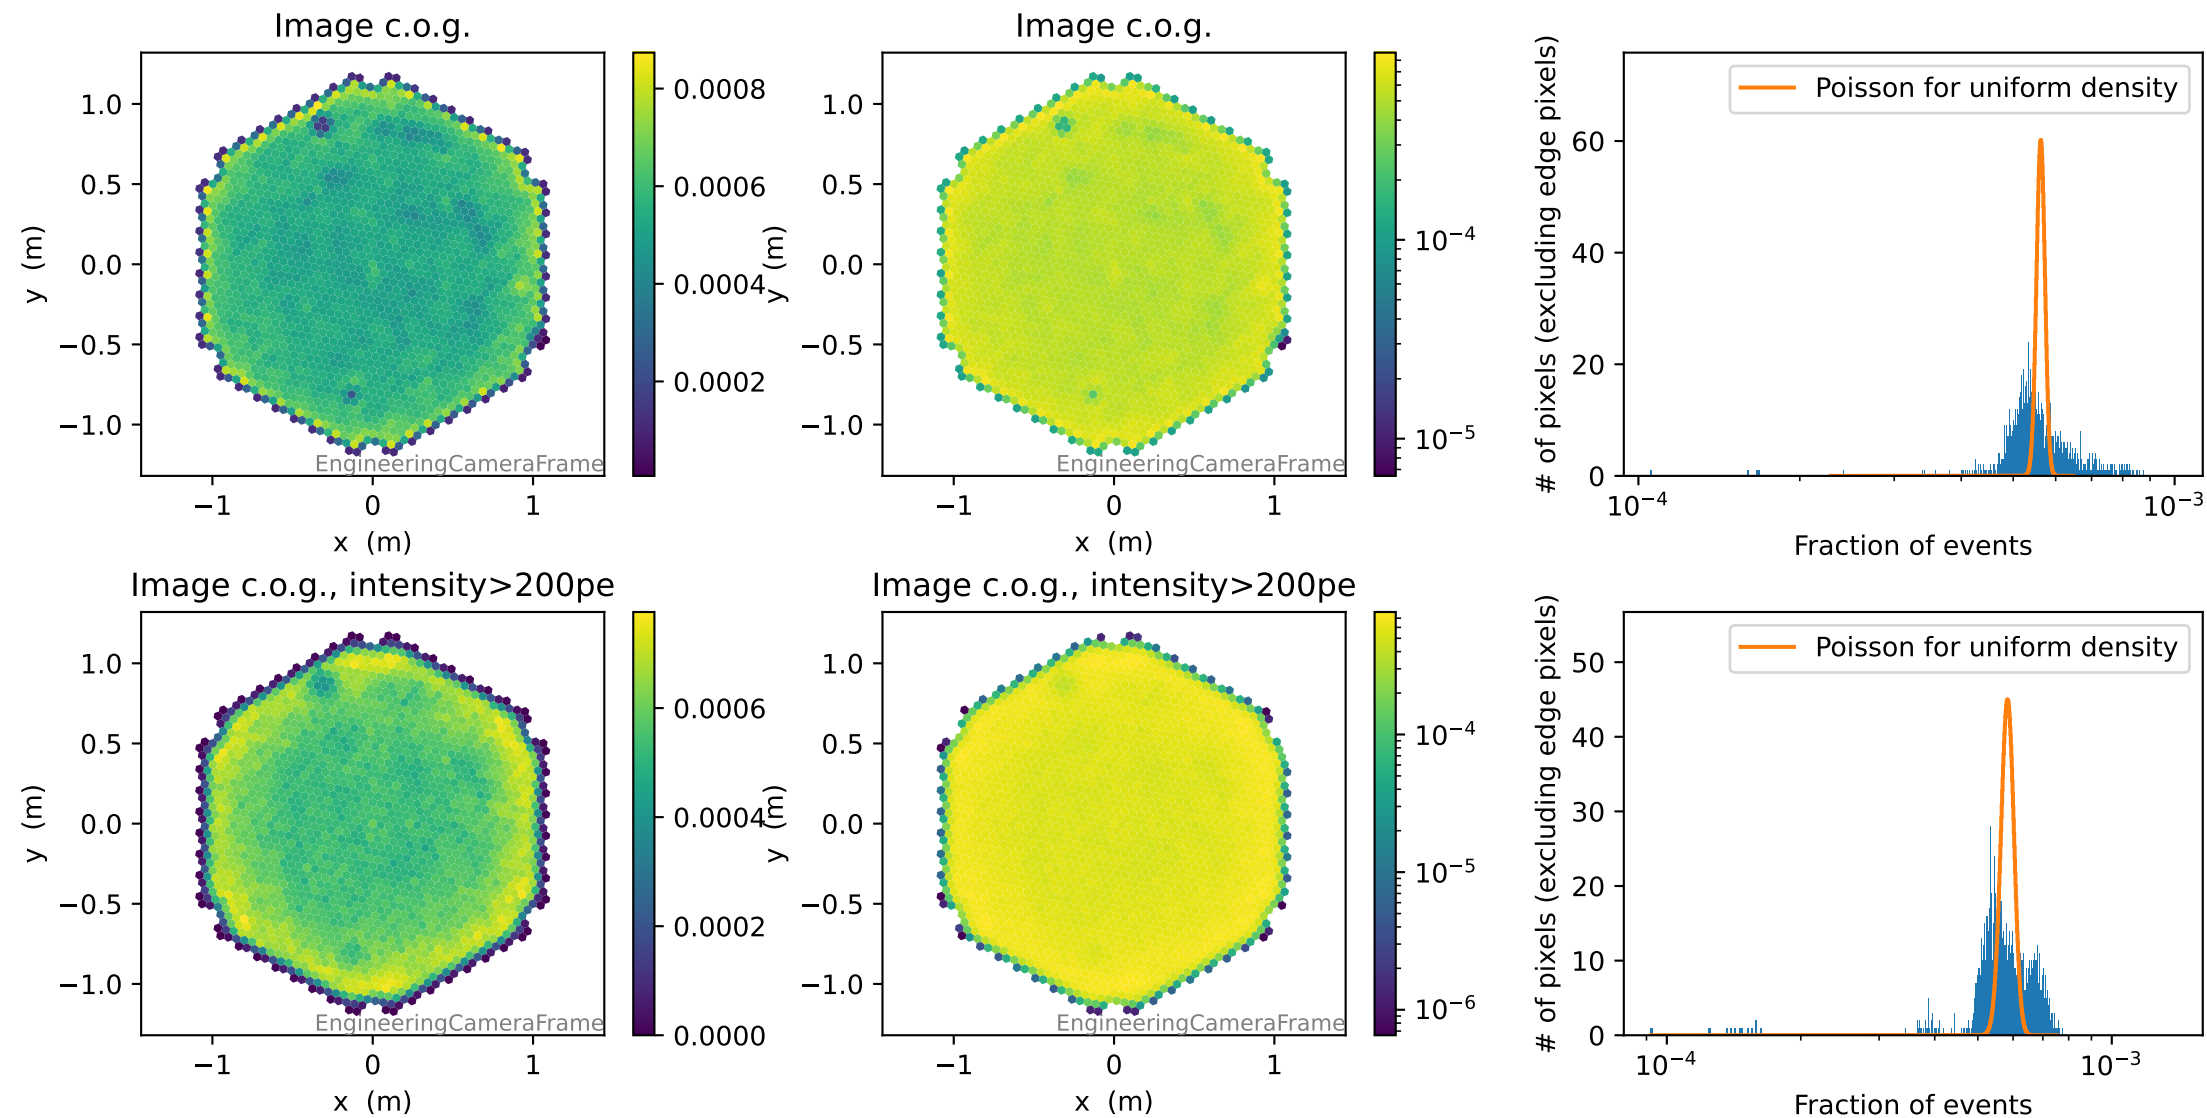 Image c.o.g.
1.0
0.5
0.0
−0.5
−1.0
y (m)
EngineeringCameraFrame
−1
0
1
x (m)
0.0008
0.0006
0.0004
0.0002
Image c.o.g.
1.0
0.5
0.0
−0.5
−1.0
y (m)
EngineeringCameraFrame
−1
0
1
x (m)
10⁻⁴
10⁻⁵
# of pixels (excluding edge pixels)
60
40
20
0
Poisson for uniform density
10⁻⁴
10⁻³
Fraction of events
Image c.o.g., intensity>200pe
1.0
0.5
0.0
−0.5
−1.0
y (m)
EngineeringCameraFrame
−1
0
1
x (m)
0.0006
0.0004
0.0002
0.0000
Image c.o.g., intensity>200pe
1.0
0.5
0.0
−0.5
−1.0
y (m)
EngineeringCameraFrame
−1
0
1
x (m)
10⁻⁴
10⁻⁵
10⁻⁶
# of pixels (excluding edge pixels)
50
40
30
20
10
0
Poisson for uniform density
10⁻⁴
10⁻³
Fraction of events